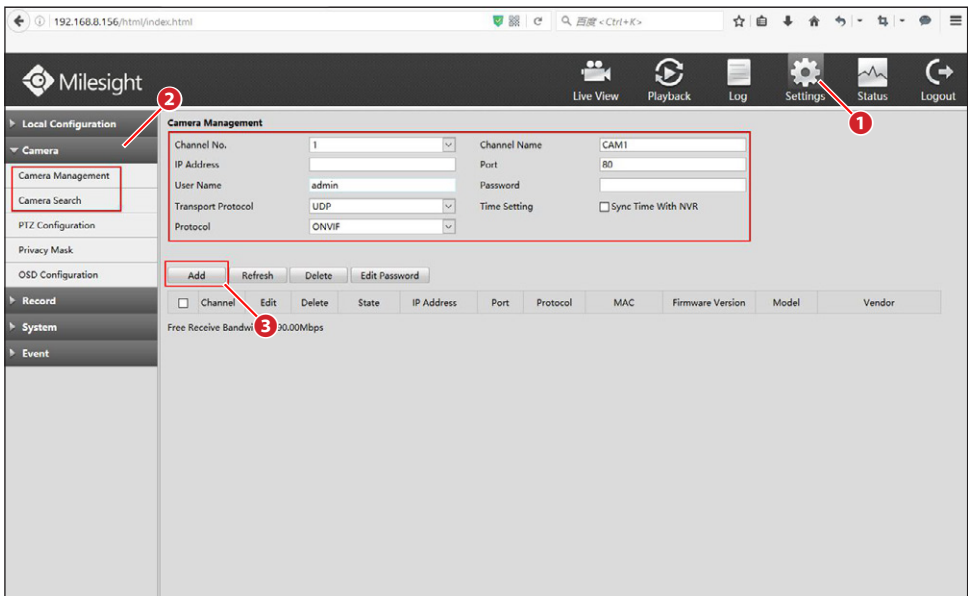 192.168.8.156/html/index.html
百度 <Ctrl+K>
Milesight
Live View Playback Log Settings Status Logout
1
2
Local Configuration
Camera
Camera Management
Camera Search
PTZ Configuration
Privacy Mask
OSD Configuration
Record
System
Event
Camera Management
Channel No. 1 Channel Name CAM1
IP Address Port 80
User Name admin Password
Transport Protocol UDP Time Setting Sync Time With NVR
Protocol ONVIF
Add Refresh Delete Edit Password
Channel Edit Delete State IP Address Port Protocol MAC Firmware Version Model Vendor
Free Receive Bandwi 90.00Mbps
3